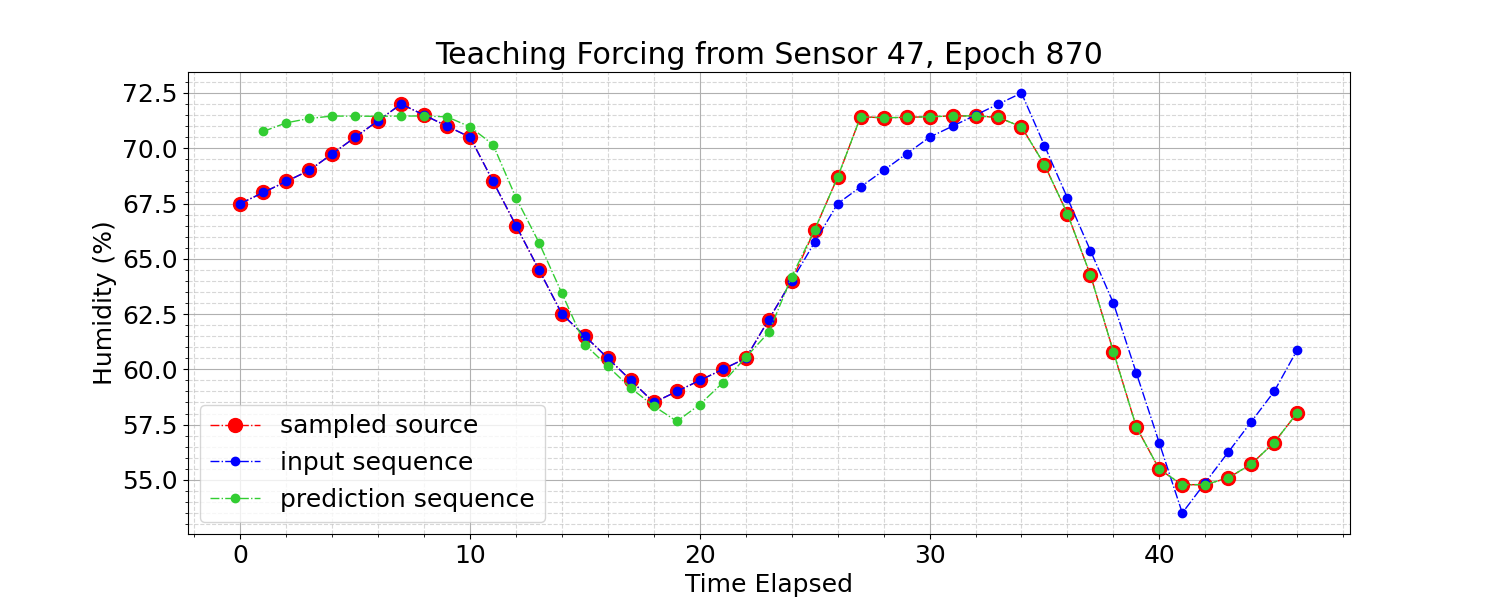 Teaching Forcing from Sensor 47, Epoch 870
Humidity (%)
72.5
70.0
67.5
65.0
62.5
60.0
57.5
55.0
sampled source
input sequence
prediction sequence
0 10 20 30 40
Time Elapsed